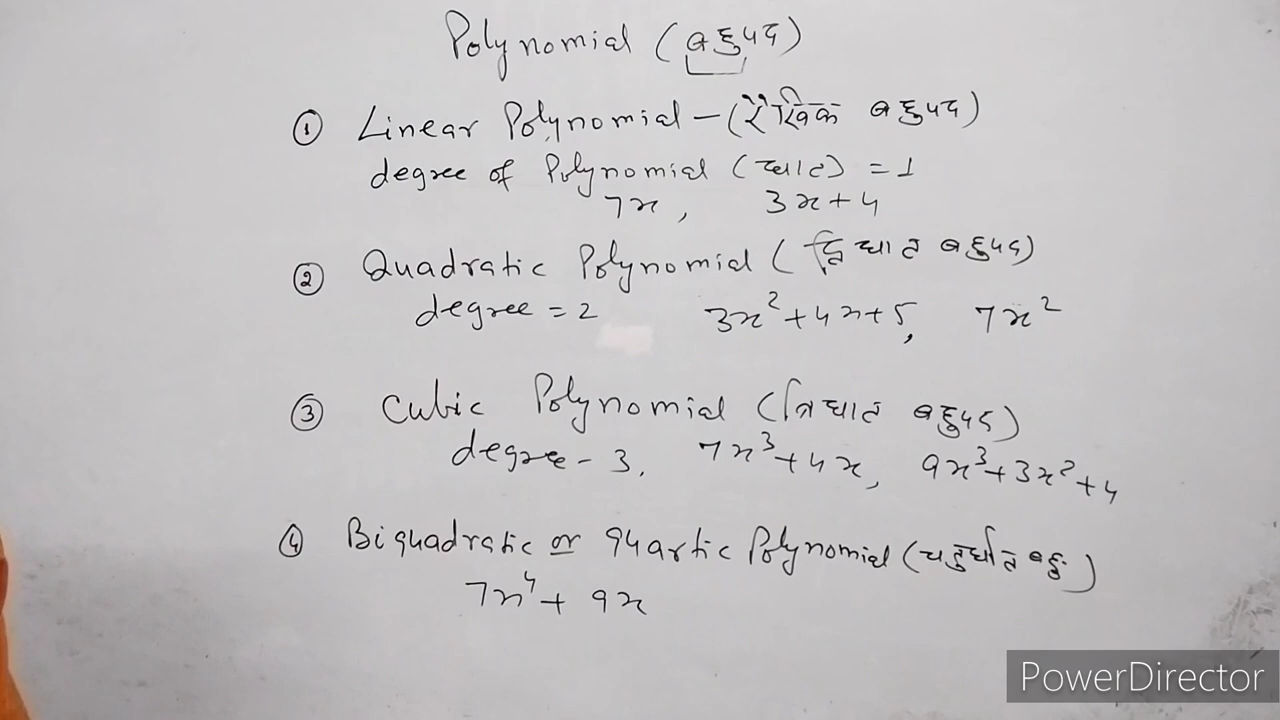 Polynomial (बहुपद)
① Linear Polynomial - (रैखिक बहुपद)
degree of Polynomial (घात) = 1
7x, 3x + 4
② Quadratic Polynomial (द्विघात बहुपद)
degree = 2 3x² + 4x + 5, 7x²
③ Cubic Polynomial (त्रिघात बहुपद)
degree - 3, 7x³ + 4x, 9x³ + 3x² + 4
④ Biquadratic or quartic Polynomial (चतुर्घात बहु॰)
7x⁴ + 9x
PowerDirector